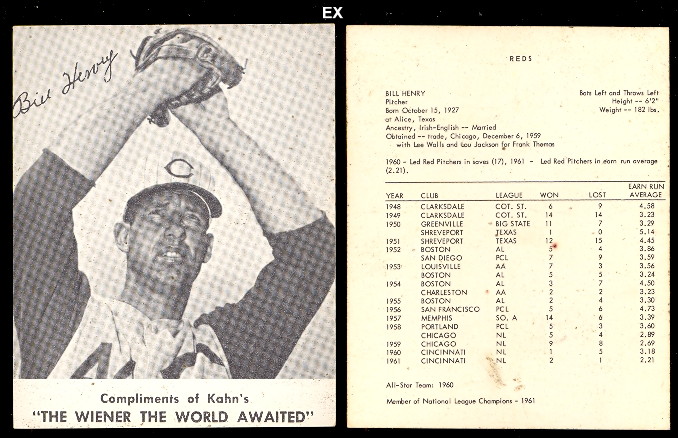 EX
Bill Henry
C
Compliments of Kahn's
"THE WIENER THE WORLD AWAITED"
REDS
BILL HENRY Bats Left and Throws Left
Pitcher Height -- 6'2"
Born October 15, 1927 Weight -- 182 lbs.
at Alice, Texas
Ancestry, Irish-English -- Married
Obtained -- trade, Chicago, December 6, 1959
with Lee Walls and Lou Jackson for Frank Thomas
1960 - Led Red Pitchers in saves (17), 1961 - Led Red Pitchers in earn run average
(2.21).
EARN RUN
YEAR CLUB LEAGUE WON LOST AVERAGE
1948 CLARKSDALE COT. ST. 6 9 4.58
1949 CLARKSDALE COT. ST. 14 14 3.23
1950 GREENVILLE BIG STATE 11 7 3.29
SHREVEPORT TEXAS 1 0 5.14
1951 SHREVEPORT TEXAS 12 15 4.45
1952 BOSTON AL 5 4 3.86
SAN DIEGO PCL 7 9 3.59
1953 LOUISVILLE AA 7 3 3.56
BOSTON AL 5 5 3.24
1954 BOSTON AL 3 7 4.50
CHARLESTON AA 2 2 3.23
1955 BOSTON AL 2 4 3.30
1956 SAN FRANCISCO PCL 5 6 4.73
1957 MEMPHIS SO. A 14 6 3.39
1958 PORTLAND PCL 5 3 3.60
CHICAGO NL 5 4 2.89
1959 CHICAGO NL 9 8 2.69
1960 CINCINNATI NL 1 5 3.18
1961 CINCINNATI NL 2 1 2.21
All-Star Team: 1960
Member of National League Champions - 1961